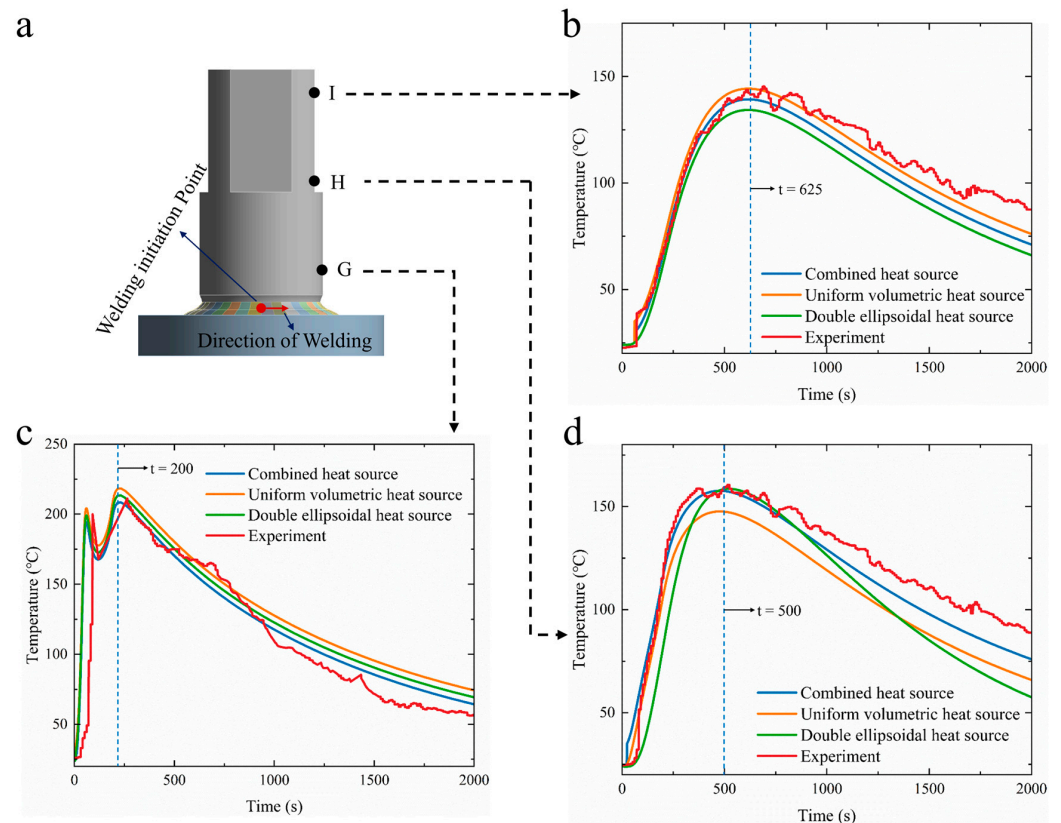 a
I
H
G
Welding initiation Point
Direction of Welding
b
150
100
50
0
500
1000
1500
2000
Temperature (°C)
Time (s)
t = 625
Combined heat source
Uniform volumetric heat source
Double ellipsoidal heat source
Experiment
c
250
200
150
100
50
0
500
1000
1500
2000
Temperature (°C)
Time (s)
t = 200
Combined heat source
Uniform volumetric heat source
Double ellipsoidal heat source
Experiment
d
150
100
50
0
500
1000
1500
2000
Temperature (°C)
Time (s)
t = 500
Combined heat source
Uniform volumetric heat source
Double ellipsoidal heat source
Experiment